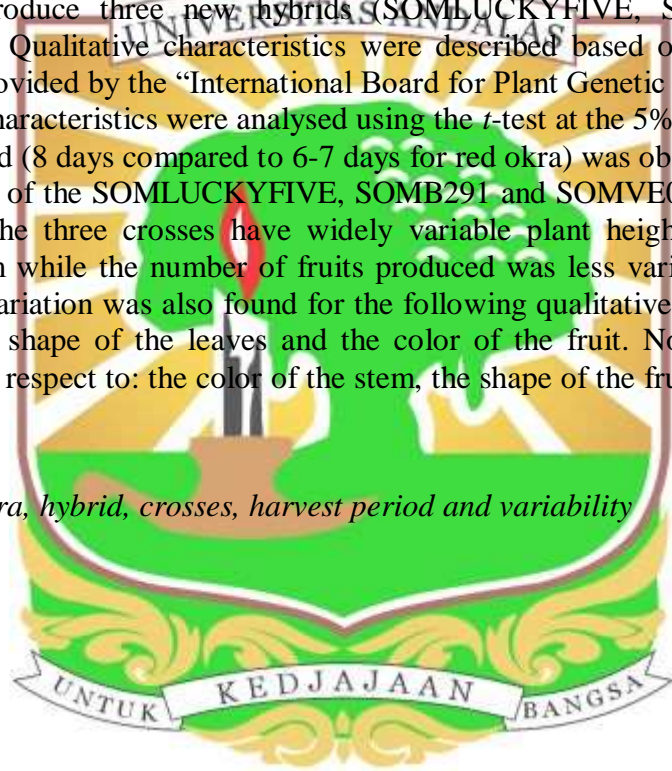 roduce three new hybrids (SOMLUCKYFIVE, S
UNIVERSITAS ANDALAS
Qualitative characteristics were described based o
ovided by the “International Board for Plant Genetic
haracteristics were analysed using the t-test at the 5%
d (8 days compared to 6-7 days for red okra) was ob
of the SOMLUCKYFIVE, SOMB291 and SOMVE0
he three crosses have widely variable plant heigh
n while the number of fruits produced was less vari
ariation was also found for the following qualitative
shape of the leaves and the color of the fruit. No
respect to: the color of the stem, the shape of the fru
ra, hybrid, crosses, harvest period and variability
UNTUK KEDJAJAAN BANGSA